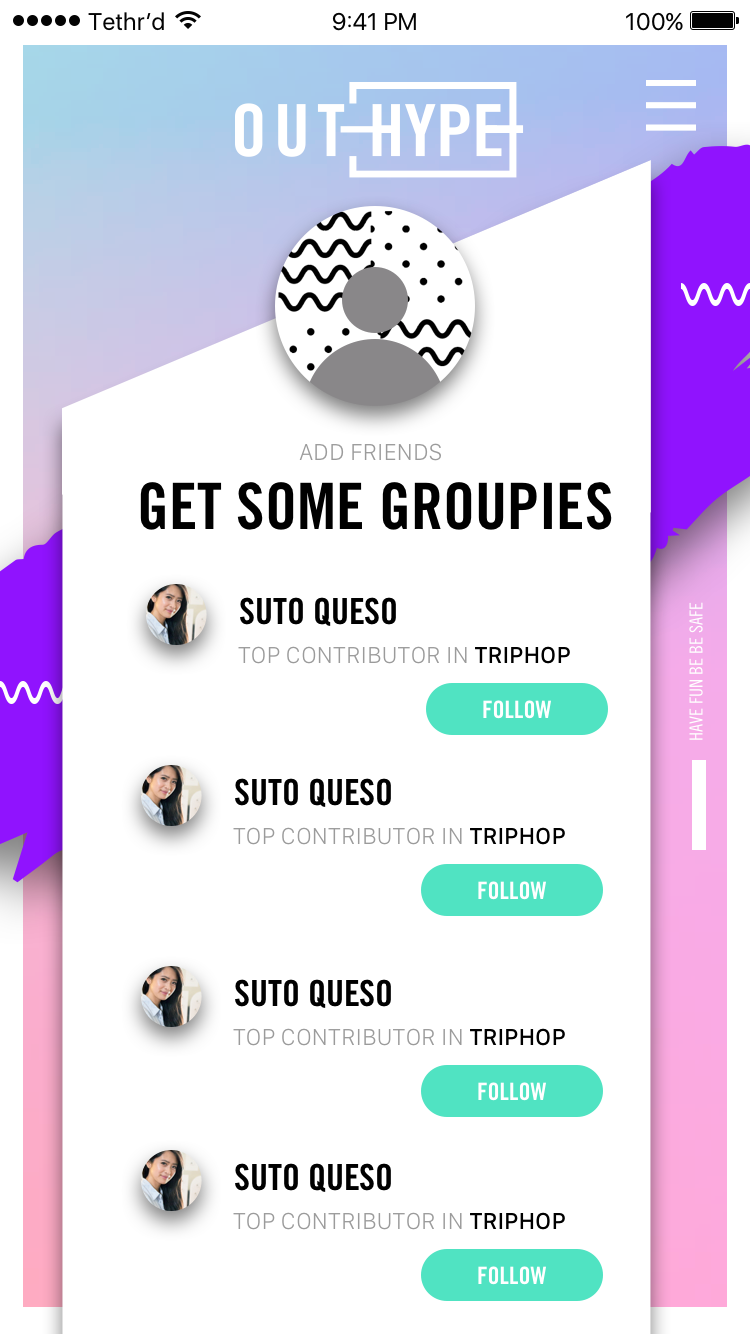 Tethr’d 9:41 PM 100%
OUT HYPE
ADD FRIENDS
GET SOME GROUPIES
SUTO QUESO
TOP CONTRIBUTOR IN TRIPHOP
FOLLOW
HAVE FUN BE BE SAFE
SUTO QUESO
TOP CONTRIBUTOR IN TRIPHOP
FOLLOW
SUTO QUESO
TOP CONTRIBUTOR IN TRIPHOP
FOLLOW
SUTO QUESO
TOP CONTRIBUTOR IN TRIPHOP
FOLLOW